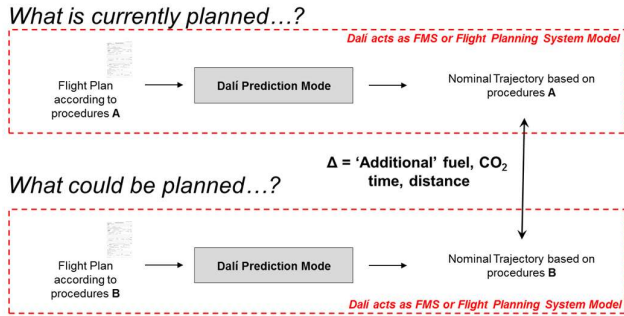 What is currently planned...?
Dalí acts as FMS or Flight Planning System Model
Flight Plan
according to
procedures A
Dalí Prediction Mode
Nominal Trajectory based on
procedures A
Δ = ‘Additional’ fuel, CO₂
time, distance
What could be planned...?
Flight Plan
according to
procedures B
Dalí Prediction Mode
Nominal Trajectory based on
procedures B
Dalí acts as FMS or Flight Planning System Model